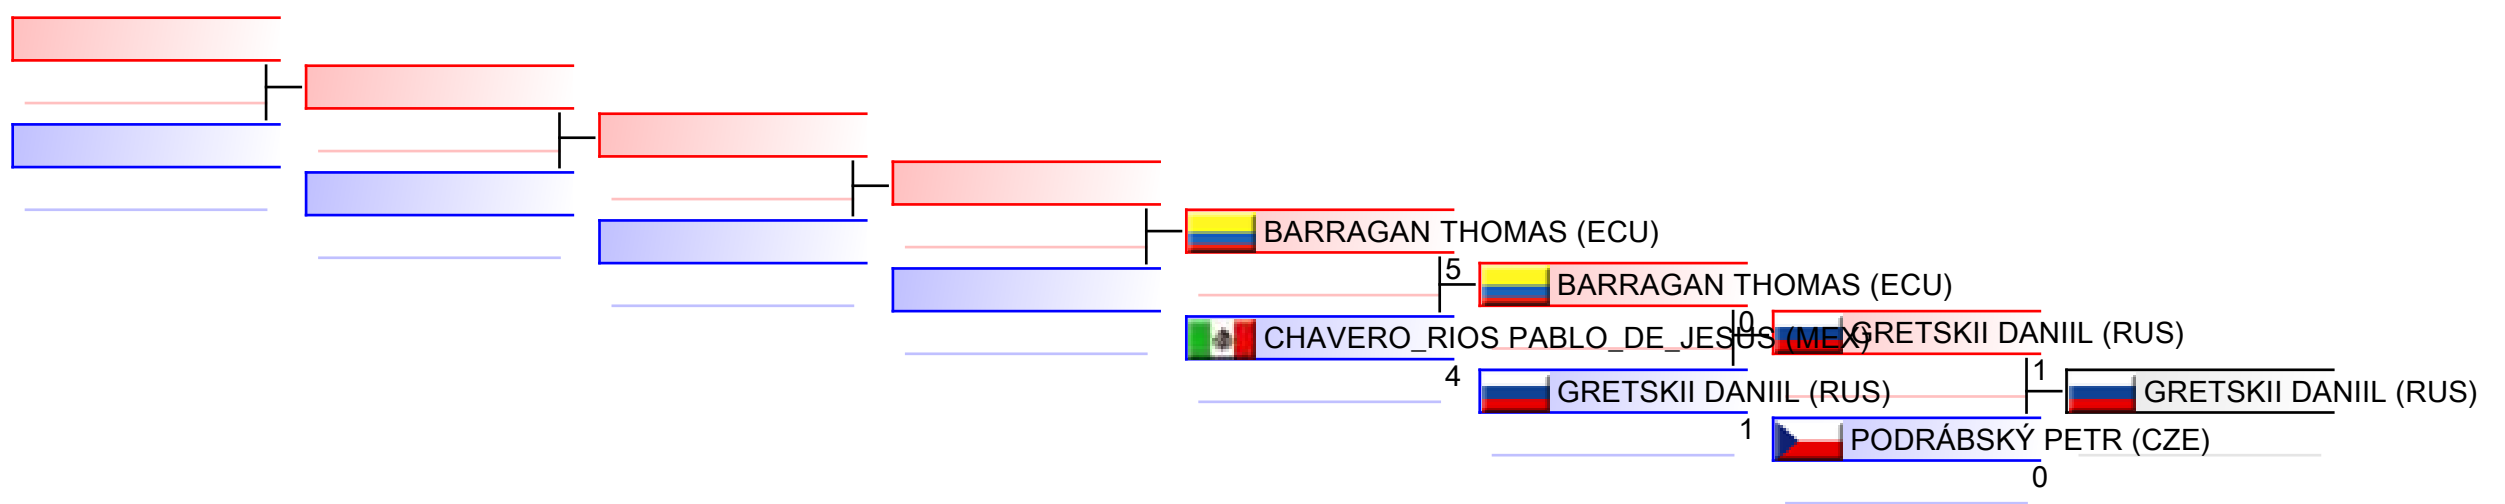 BARRAGAN THOMAS (ECU)
5
BARRAGAN THOMAS (ECU)
CHAVERO_RIOS PABLO_DE_JESUS (MEX)
4
0
GRETSKII DANIIL (RUS)
GRETSKII DANIIL (RUS)
1
1
GRETSKII DANIIL (RUS)
PODRÁBSKÝ PETR (CZE)
0